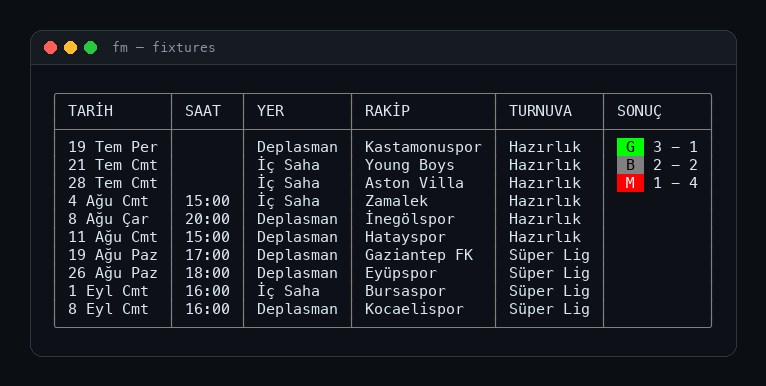 fm — fixtures
TARİH SAAT YER RAKİP TURNUVA SONUÇ
19 Tem Per Deplasman Kastamonuspor Hazırlık G 3 – 1
21 Tem Cmt İç Saha Young Boys Hazırlık B 2 – 2
28 Tem Cmt İç Saha Aston Villa Hazırlık M 1 – 4
4 Ağu Cmt 15:00 İç Saha Zamalek Hazırlık
8 Ağu Çar 20:00 Deplasman İnegölspor Hazırlık
11 Ağu Cmt 15:00 Deplasman Hatayspor Hazırlık
19 Ağu Paz 17:00 Deplasman Gaziantep FK Süper Lig
26 Ağu Paz 18:00 Deplasman Eyüpspor Süper Lig
1 Eyl Cmt 16:00 İç Saha Bursaspor Süper Lig
8 Eyl Cmt 16:00 Deplasman Kocaelispor Süper Lig